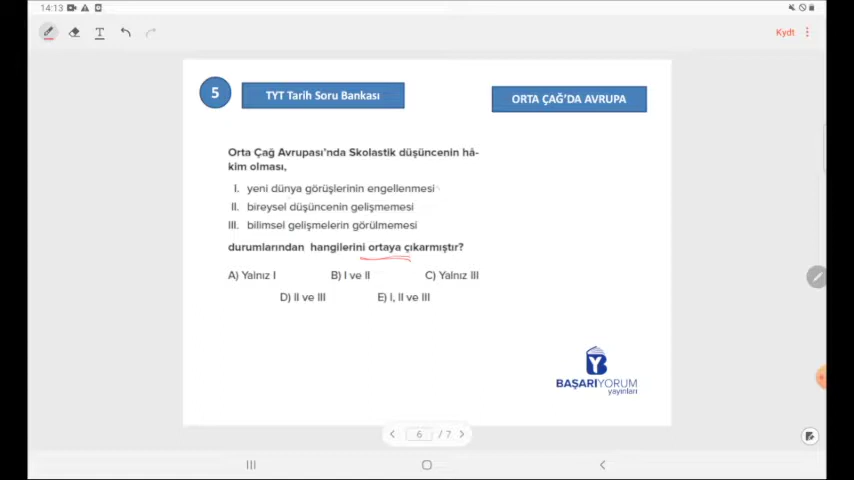 14:13
Kydt
5
TYT Tarih Soru Bankası
ORTA ÇAĞ'DA AVRUPA
Orta Çağ Avrupası'nda Skolastik düşüncenin hâ-
kim olması,
I. yeni dünya görüşlerinin engellenmesi
II. bireysel düşüncenin gelişmemesi
III. bilimsel gelişmelerin görülmemesi
durumlarından hangilerini ortaya çıkarmıştır?
A) Yalnız I B) I ve II C) Yalnız III
D) II ve III E) I, II ve III
BY
BAŞARIYORUM
yayınları
6 / 7